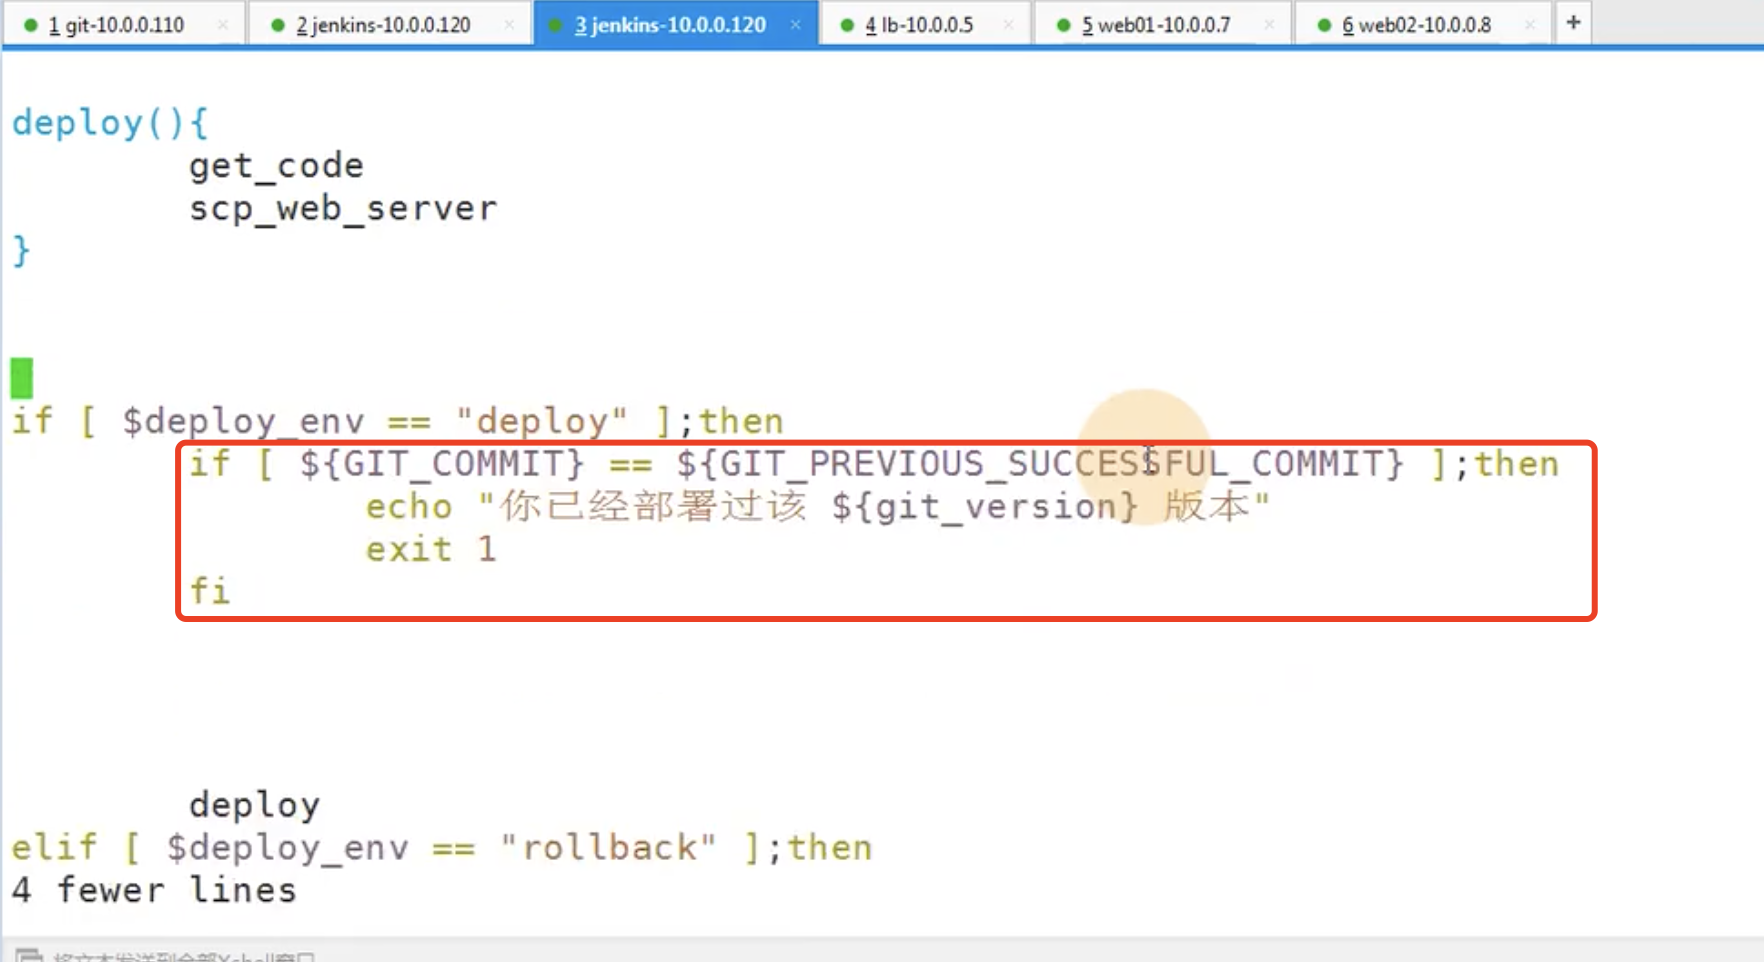 1 git-10.0.0.110 × 2 jenkins-10.0.0.120 × 3 jenkins-10.0.0.120 × 4 lb-10.0.0.5 × 5 web01-10.0.0.7 × 6 web02-10.0.0.8 × +
deploy(){
get_code
scp_web_server
}
if [ $deploy_env == "deploy" ];then
if [ ${GIT_COMMIT} == ${GIT_PREVIOUS_SUCCESSFUL_COMMIT} ];then
echo "你已经部署过该 ${git_version} 版本"
exit 1
fi
deploy
elif [ $deploy_env == "rollback" ];then
4 fewer lines